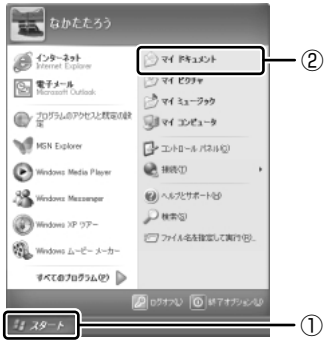 なかたたろう
インターネット
Internet Explorer
電子メール
Microsoft Outlook
プログラムのアクセスと既定の設
定
MSN Explorer
Windows Media Player
Windows Messenger
Windows XP ツアー
Windows ムービー メーカー
すべてのプログラム(P)
マイ ドキュメント
マイ ピクチャ
マイ ミュージック
マイ コンピュータ
コントロール パネル(C)
接続(T)
ヘルプとサポート(H)
検索(S)
ファイル名を指定して実行(R)...
ログオフ(L)
終了オプション(U)
スタート
②
①